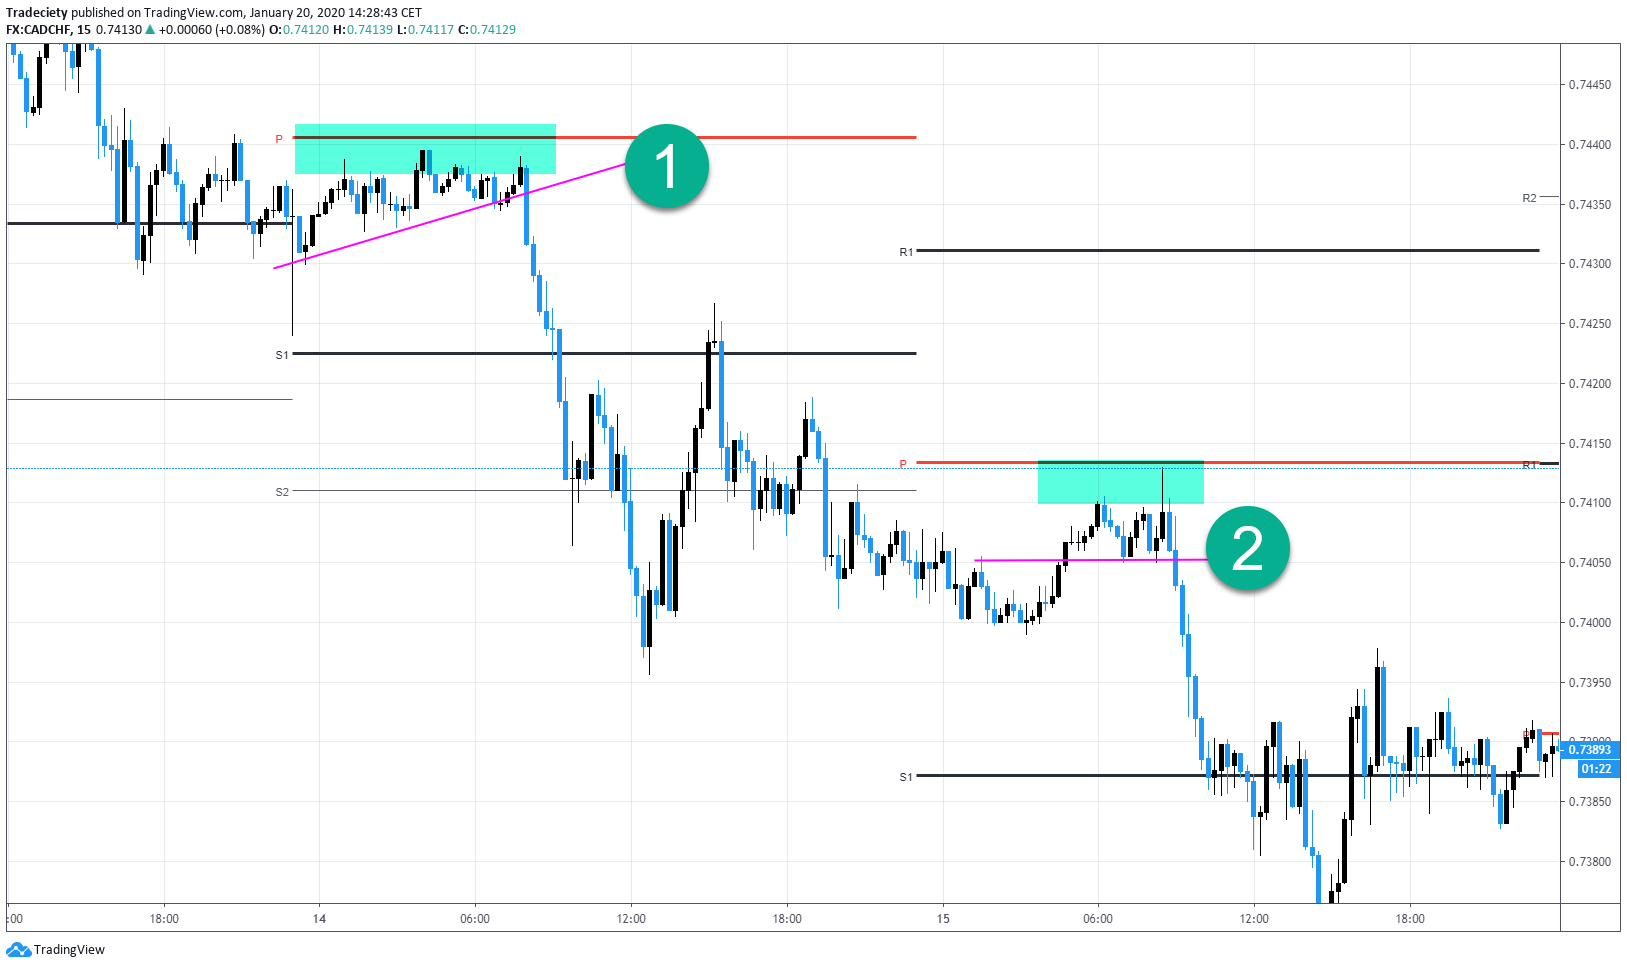 Tradeciety published on TradingView.com, January 20, 2020 14:28:43 CET
FX:CADCHF, 15 0.74130 ▲ +0.00060 (+0.08%) O:0.74120 H:0.74139 L:0.74117 C:0.74129
0.74450
P
1
0.74400
R2
0.74350
R1
0.74300
0.74250
S1
0.74200
0.74150
P
R1
S2
0.74100
2
0.74050
0.74000
0.73950
P
0.73900
0.73893
01:22
S1
0.73850
0.73800
:00 18:00 14 06:00 12:00 18:00 15 06:00 12:00 18:00
TradingView